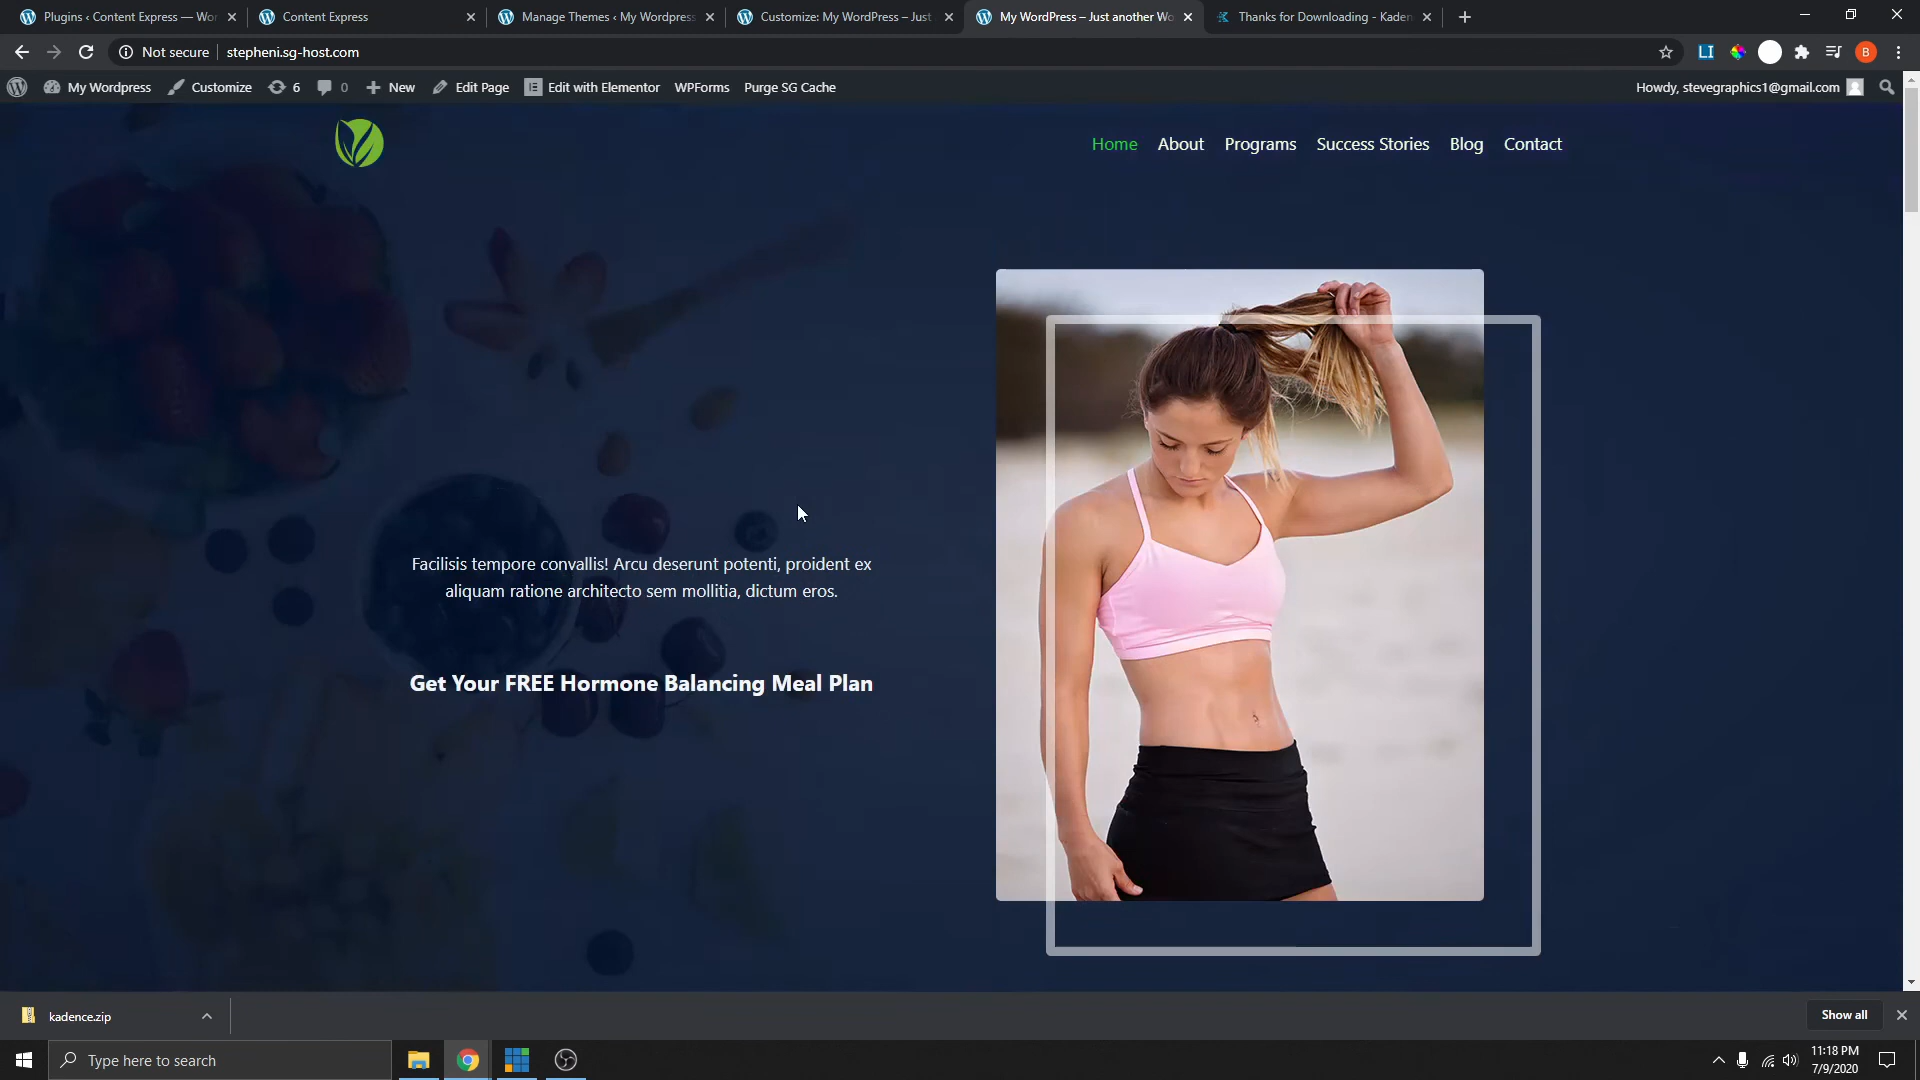 Plugins ‹ Content Express — Wor
Content Express
Manage Themes ‹ My Wordpress
Customize: My WordPress – Just
My WordPress – Just another Wo
Thanks for Downloading - Kaden
Not secure
stepheni.sg-host.com
B
My Wordpress
Customize
6
0
New
Edit Page
Edit with Elementor
WPForms
Purge SG Cache
Howdy, stevegraphics1@gmail.com
Home
About
Programs
Success Stories
Blog
Contact
Facilisis tempore convallis! Arcu deserunt potenti, proident ex
aliquam ratione architecto sem mollitia, dictum eros.
Get Your FREE Hormone Balancing Meal Plan
kadence.zip
Show all
Type here to search
11:18 PM
7/9/2020